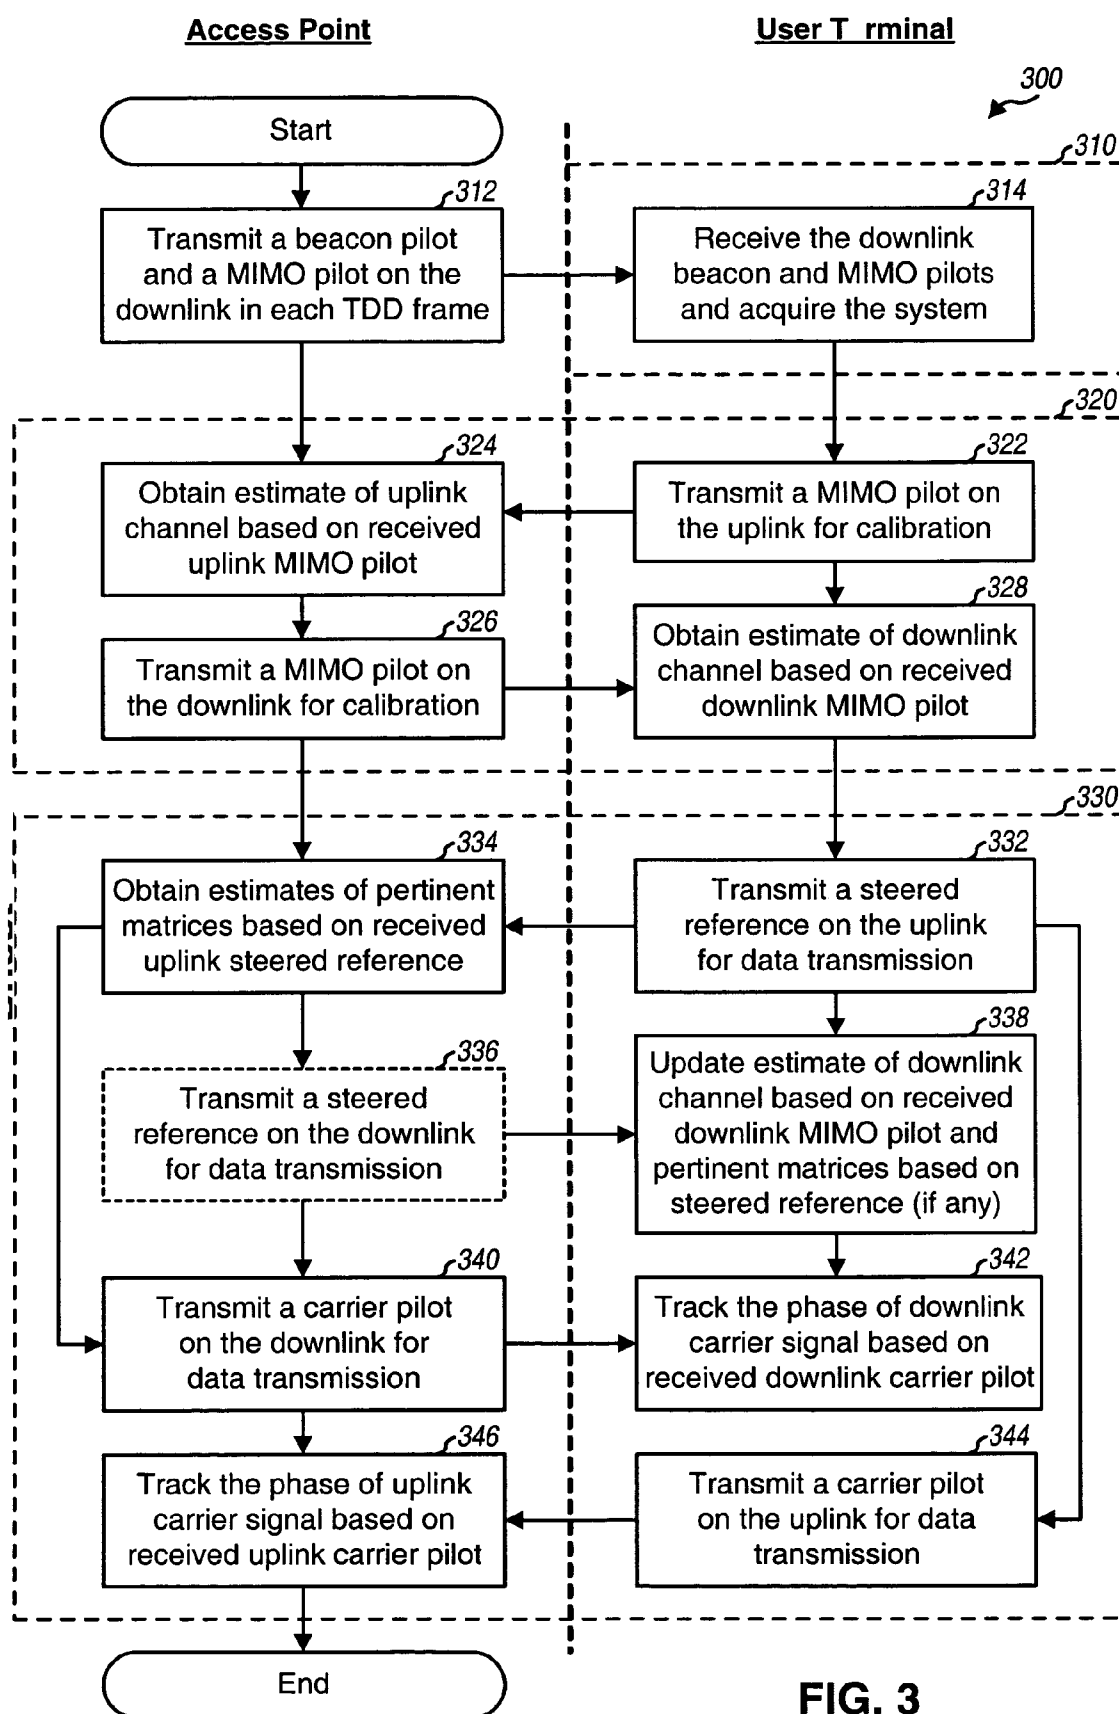 Access Point
User T rminal
300
Start
310
312
Transmit a beacon pilot
and a MIMO pilot on the
downlink in each TDD frame
314
Receive the downlink
beacon and MIMO pilots
and acquire the system
320
324
Obtain estimate of uplink
channel based on received
uplink MIMO pilot
322
Transmit a MIMO pilot on
the uplink for calibration
326
Transmit a MIMO pilot on
the downlink for calibration
328
Obtain estimate of downlink
channel based on received
downlink MIMO pilot
330
334
Obtain estimates of pertinent
matrices based on received
uplink steered reference
332
Transmit a steered
reference on the uplink
for data transmission
336
Transmit a steered
reference on the downlink
for data transmission
338
Update estimate of downlink
channel based on received
downlink MIMO pilot and
pertinent matrices based on
steered reference (if any)
340
Transmit a carrier pilot
on the downlink for
data transmission
342
Track the phase of downlink
carrier signal based on
received downlink carrier pilot
346
Track the phase of uplink
carrier signal based on
received uplink carrier pilot
344
Transmit a carrier pilot
on the uplink for data
transmission
End
FIG. 3